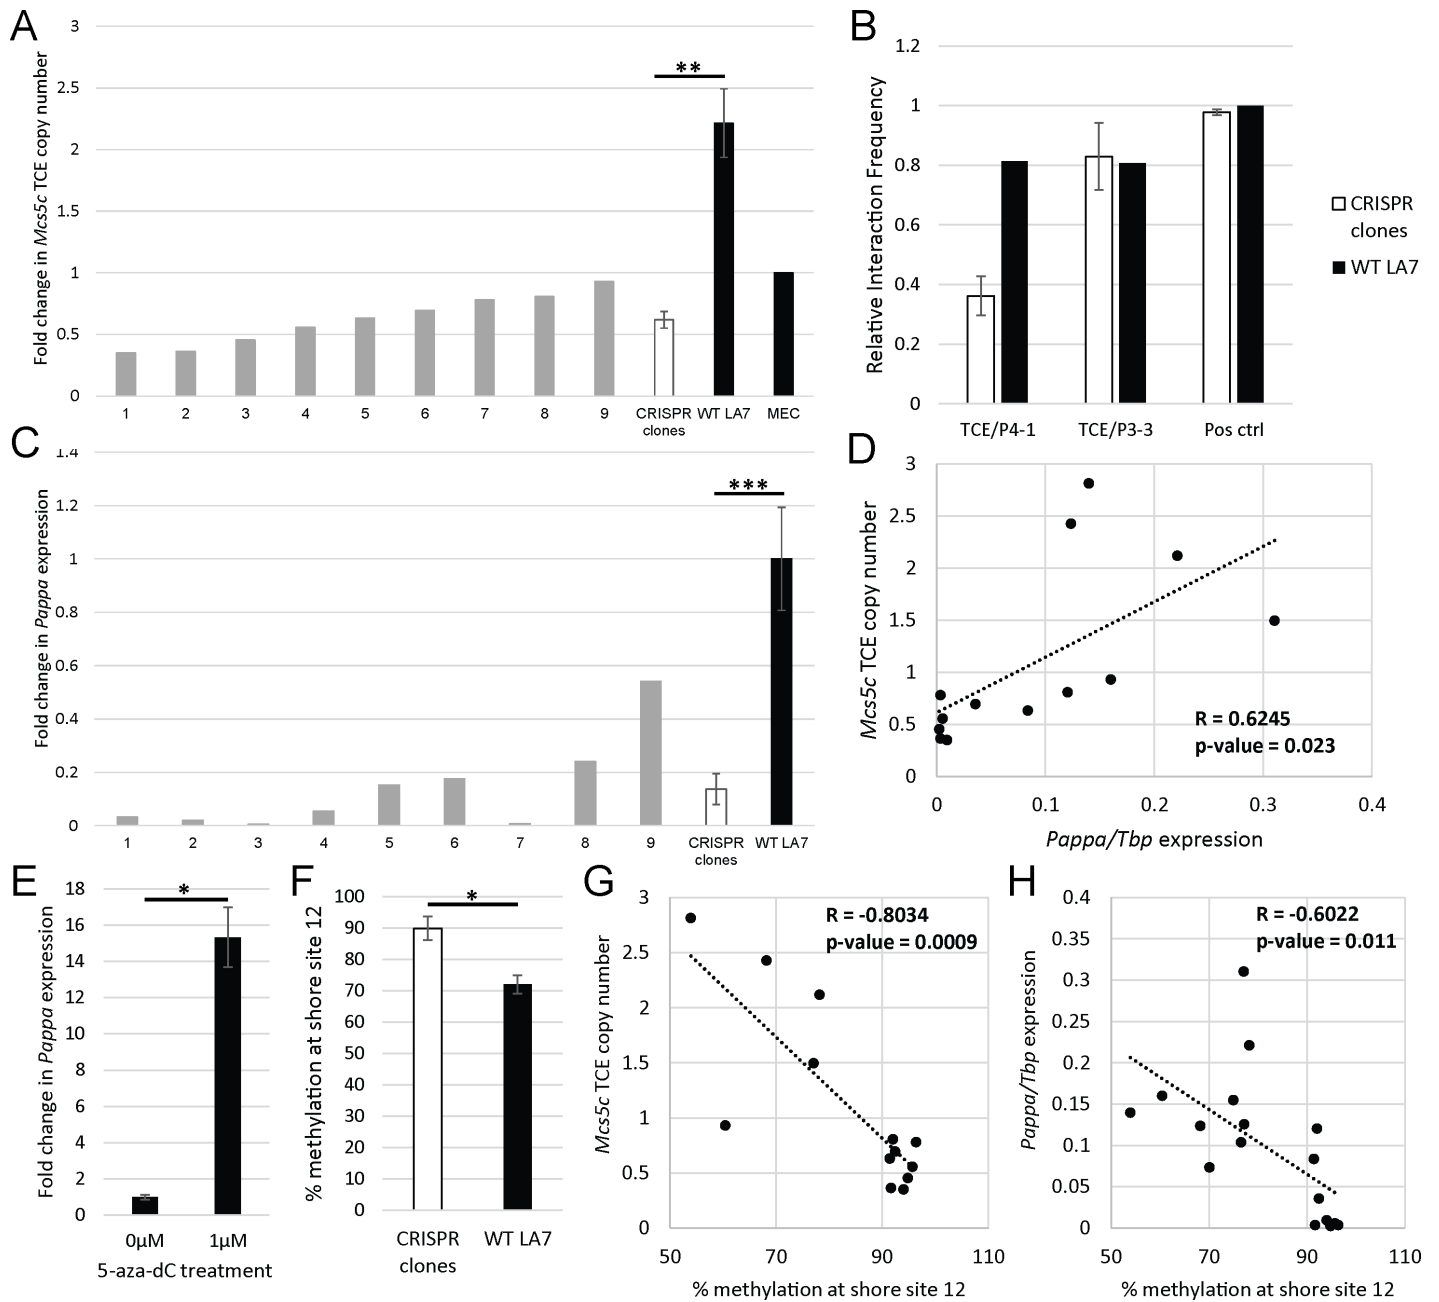 A
3
2.5
2
1.5
1
0.5
0
Fold change in Mcs5c TCE copy number
**
1 2 3 4 5 6 7 8 9 CRISPR clones WT LA7 MEC
B
1.2
1
0.8
0.6
0.4
0.2
0
Relative Interaction Frequency
TCE/P4-1 TCE/P3-3 Pos ctrl
CRISPR
clones
WT LA7
C
1.4
1.2
1
0.8
0.6
0.4
0.2
0
Fold change in Pappa expression
***
1 2 3 4 5 6 7 8 9 CRISPR clones WT LA7
D
3
2.5
2
1.5
1
0.5
0
Mcs5c TCE copy number
R = 0.6245
p-value = 0.023
0 0.1 0.2 0.3 0.4
Pappa/Tbp expression
E
18
16
14
12
10
8
6
4
2
0
Fold change in Pappa expression
*
0µM 1µM
5-aza-dC treatment
F
100
90
80
70
60
50
40
30
20
10
0
% methylation at shore site 12
*
CRISPR clones WT LA7
G
3
2.5
2
1.5
1
0.5
0
Mcs5c TCE copy number
R = -0.8034
p-value = 0.0009
50 70 90 110
% methylation at shore site 12
H
0.4
0.35
0.3
0.25
0.2
0.15
0.1
0.05
0
Pappa/Tbp expression
R = -0.6022
p-value = 0.011
50 70 90 110
% methylation at shore site 12